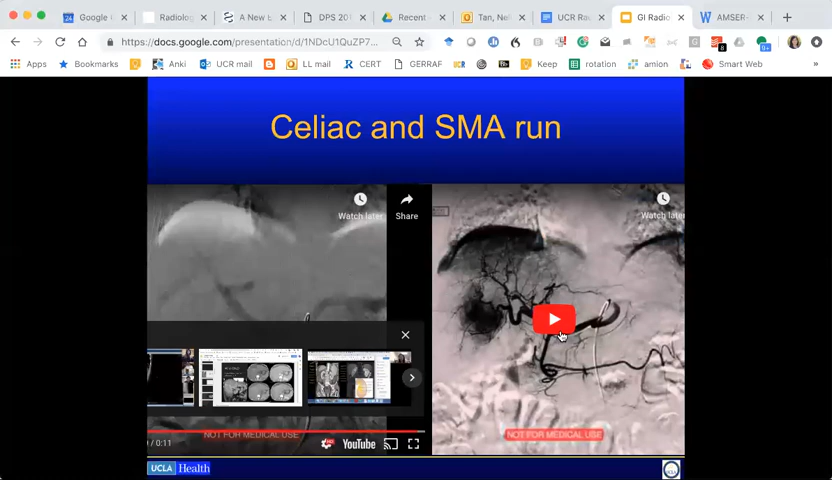 Google
Radiolog
A New E
DPS 201
Recent
Tan, Nel
UCR Ra
GI Radio
AMSER-
https://docs.google.com/presentation/d/1NDcU1QuZP7...
Apps
Bookmarks
Anki
UCR mail
LL mail
CERT
GERRAF
Keep
rotation
amion
Smart Web
Celiac and SMA run
Watch later
Share
Watch later
NOT FOR MEDICAL USE
NOT FOR MEDICAL USE
/ 0:11
YouTube
UCLA Health